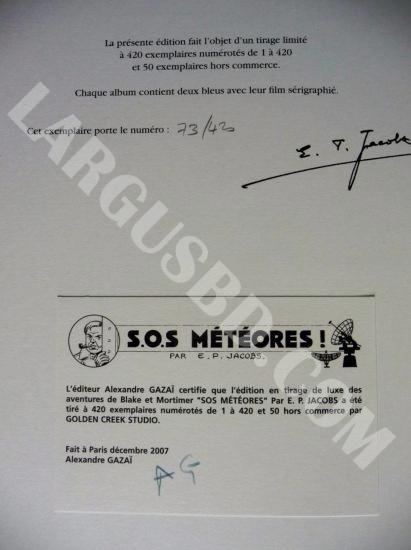 La présente édition fait l'objet d'un tirage limité
à 420 exemplaires numérotés de 1 à 420
et 50 exemplaires hors commerce.
Chaque album contient deux bleus avec leur film sérigraphié.
Cet exemplaire porte le numéro : 73/420
E. P. Jacobs
LARGUSBD.COM
S.O.S MÉTÉORES !
PAR E. P. JACOBS.
L'éditeur Alexandre GAZAÏ certifie que l'édition en tirage de luxe des
aventures de Blake et Mortimer "SOS MÉTÉORES" Par E. P. JACOBS a été
tiré à 420 exemplaires numérotés de 1 à 420 et 50 hors commerce par
GOLDEN CREEK STUDIO.
Fait à Paris décembre 2007
Alexandre GAZAÏ
AG